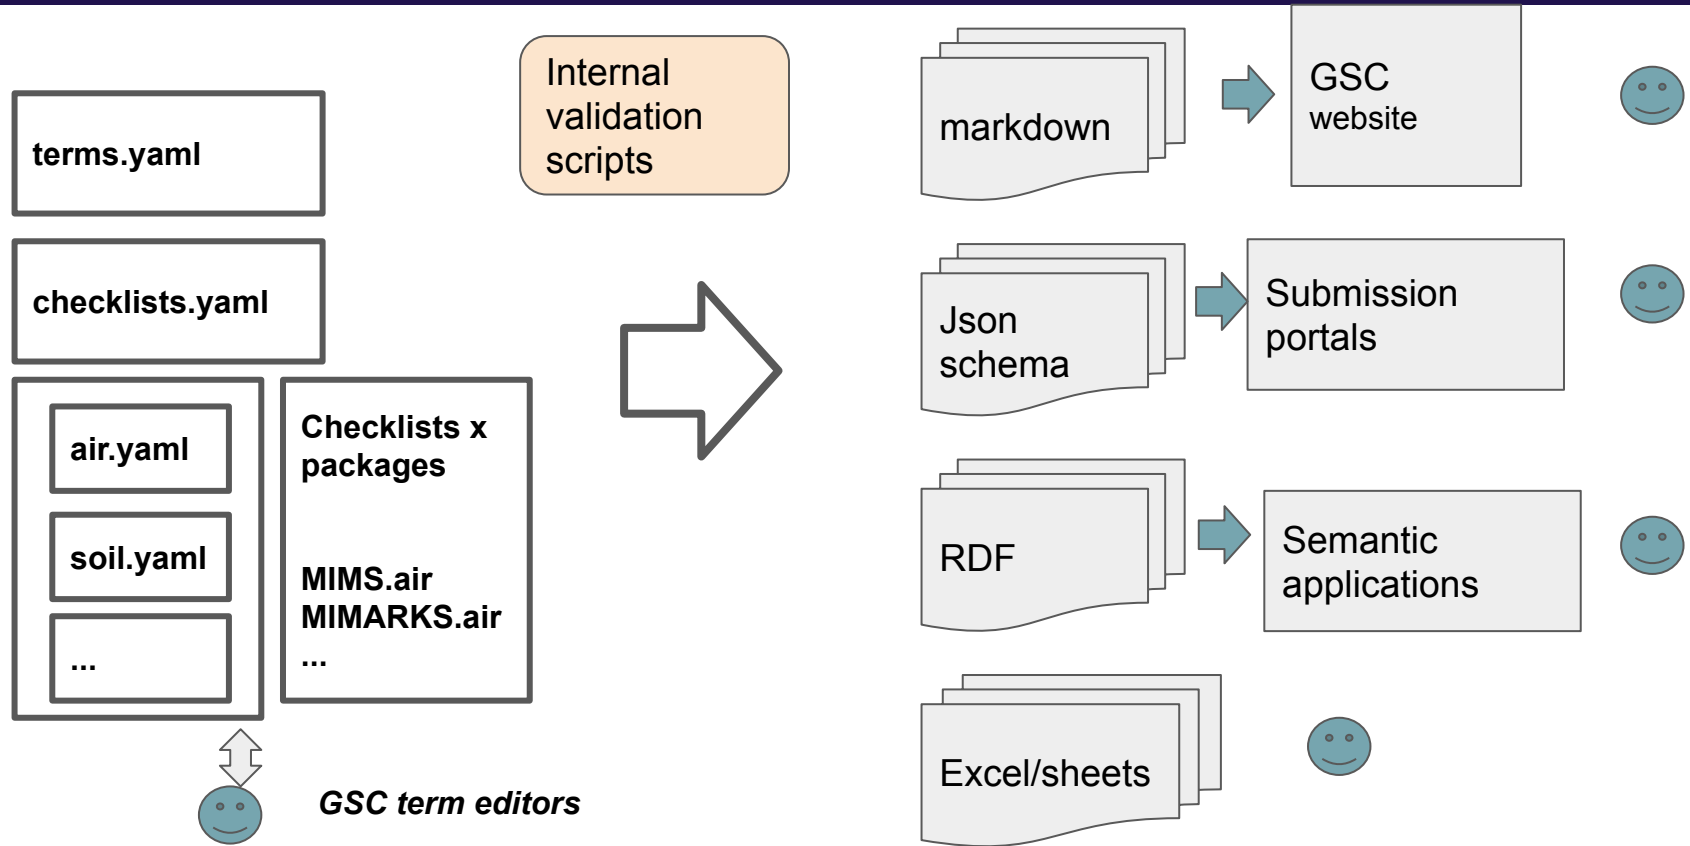 terms.yaml
checklists.yaml
air.yaml
soil.yaml
...
Checklists x
packages
MIMS.air
MIMARKS.air
...
GSC term editors
Internal
validation
scripts
markdown
GSC
website
Json
schema
Submission
portals
RDF
Semantic
applications
Excel/sheets